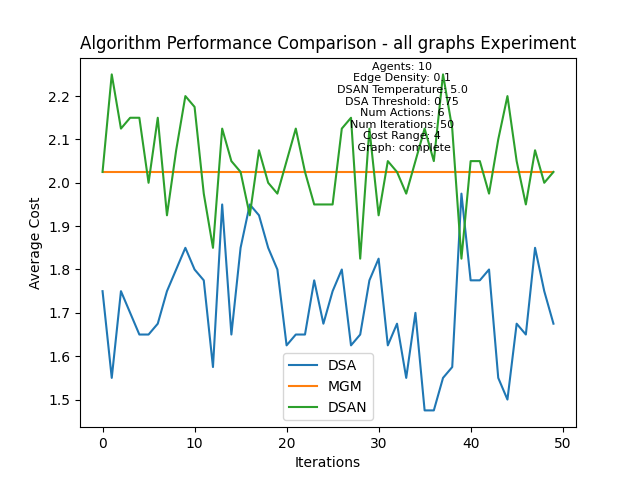 Algorithm Performance Comparison - all graphs Experiment
Agents: 10
Edge Density: 0.1
DSAN Temperature: 5.0
DSA Threshold: 0.75
Num Actions: 6
Num Iterations: 50
Cost Range: 4
Graph: complete
Average Cost
2.2
2.1
2.0
1.9
1.8
1.7
1.6
1.5
DSA
MGM
DSAN
0 10 20 30 40 50
Iterations